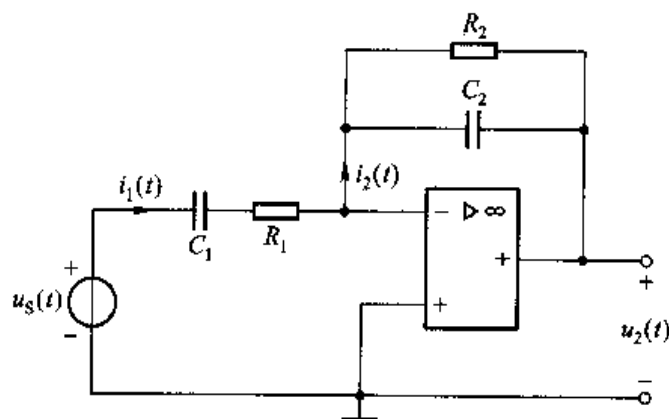 R₂
C₂
i₁(t)
i₂(t)
C₁
R₁
− ▷ ∞
+
+
+
u_S(t)
−
+
u₂(t)
−